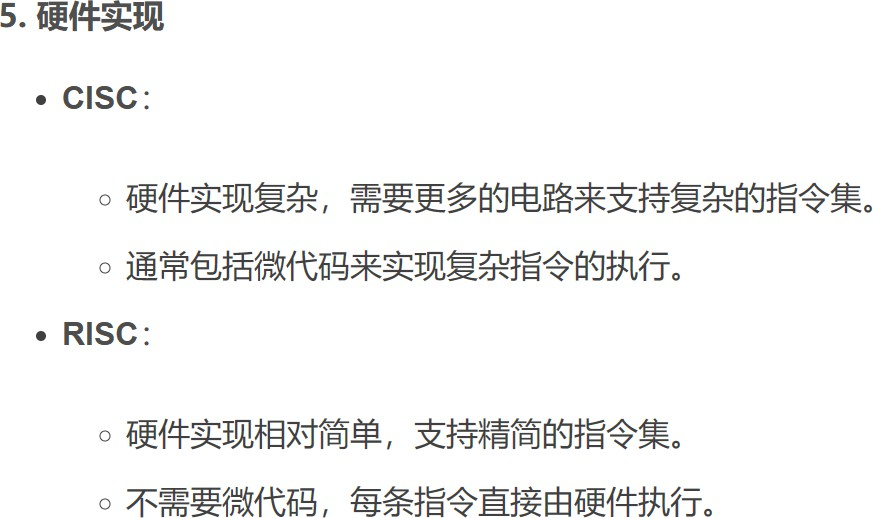 5. 硬件实现
CISC：
硬件实现复杂，需要更多的电路来支持复杂的指令集。
通常包括微代码来实现复杂指令的执行。
RISC：
硬件实现相对简单，支持精简的指令集。
不需要微代码，每条指令直接由硬件执行。